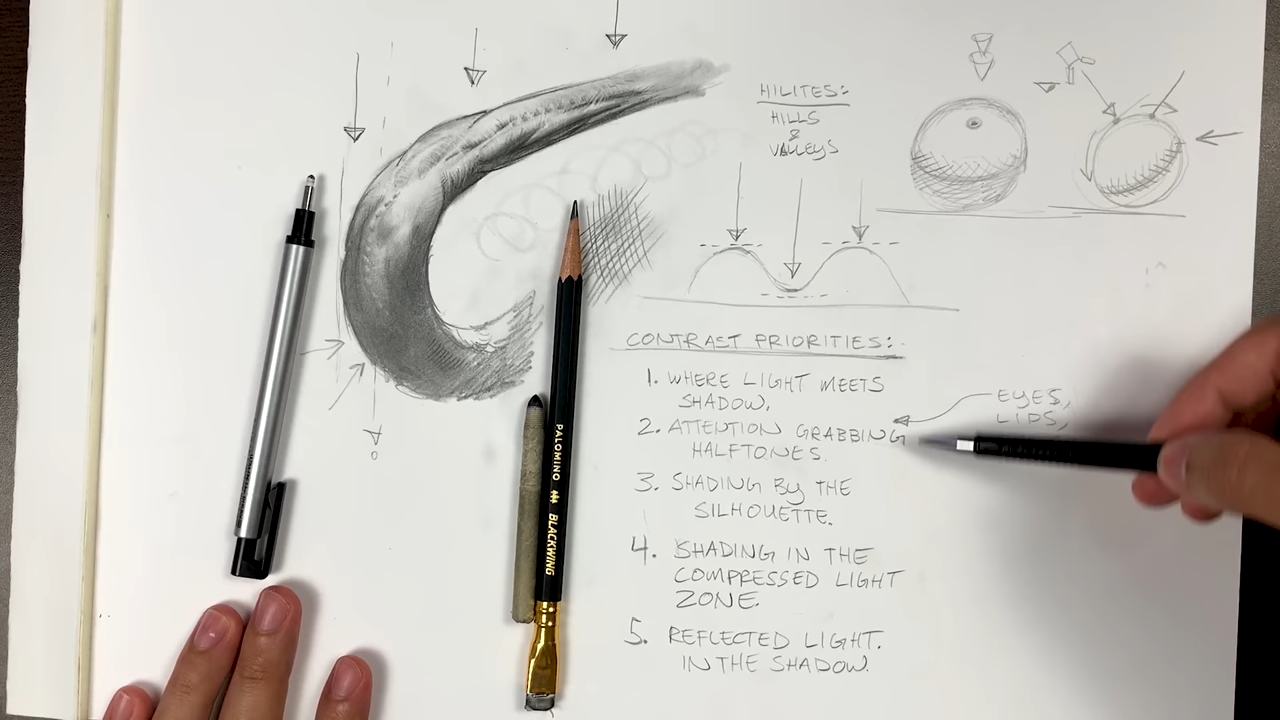 HILITES:
HILLS
&
VALLEYS
CONTRAST PRIORITIES:
1. WHERE LIGHT MEETS
SHADOW.
2. ATTENTION GRABBING
HALFTONES.
3. SHADING BY THE
SILHOUETTE.
4. SHADING IN THE
COMPRESSED LIGHT
ZONE.
5. REFLECTED LIGHT.
IN THE SHADOW.
EYES,
LIPS,
PALOMINO BLACKWING